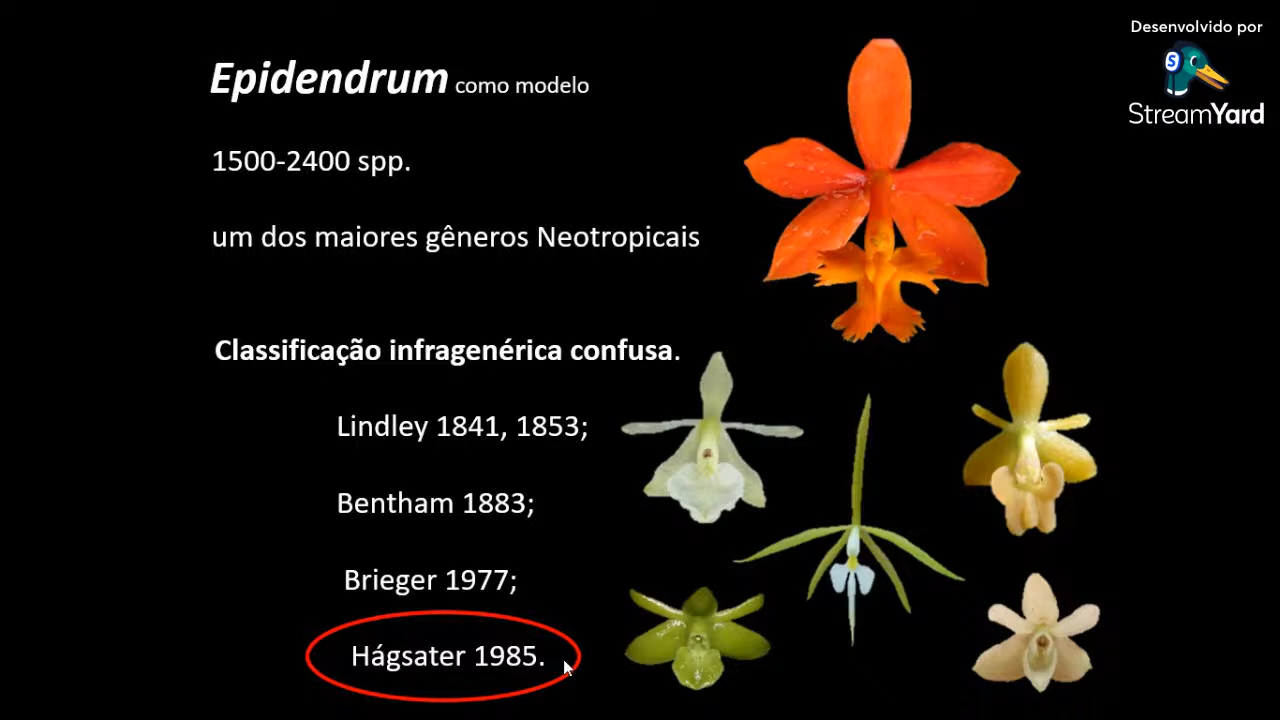 Desenvolvido por
StreamYard
Epidendrum como modelo
1500-2400 spp.
um dos maiores gêneros Neotropicais
Classificação infragenérica confusa.
Lindley 1841, 1853;
Bentham 1883;
Brieger 1977;
Hágsater 1985.